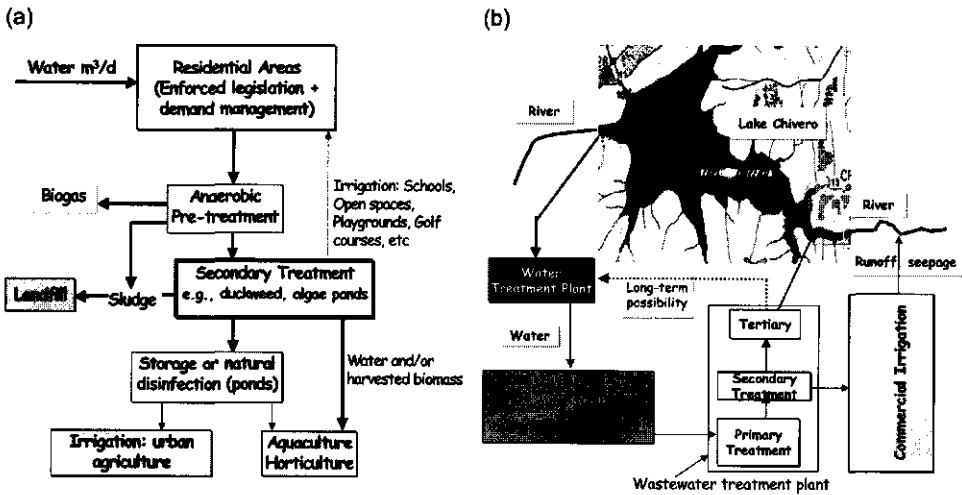 (a)
Water m³/d
Residential Areas
(Enforced legislation +
demand management)
Biogas
Anaerobic
Pre-treatment
Irrigation: Schools,
Open spaces,
Playgrounds, Golf
courses, etc
Secondary Treatment
e.g., duckweed, algae ponds
Landfill
Sludge
Storage or natural
disinfection (ponds)
Water and/or
harvested biomass
Irrigation: urban
agriculture
Aquaculture
Horticulture
(b)
River
Lake Chivero
River
Runoff seepage
Water
Treatment Plant
Long-term
possibility
Water
Tertiary
Secondary
Treatment
Primary
Treatment
Commercial Irrigation
Wastewater treatment plant